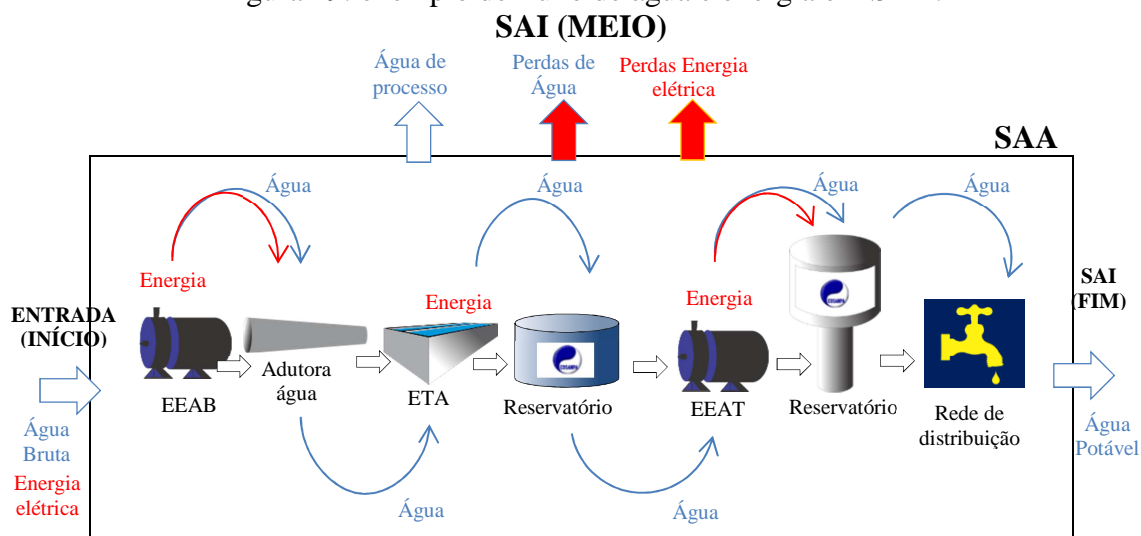 SAI (MEIO)
Água de
processo
Perdas de
Água
Perdas Energia
elétrica
SAA
Água
Água
Água
Água
Energia
Energia
Energia
ENTRADA
(INÍCIO)
SAI
(FIM)
EEAB
Adutora
água
ETA
COSANPA
Reservatório
EEAT
COSANPA
Reservatório
Rede de
distribuição
Água
Bruta
Energia
elétrica
Água
Potável
Água
Água